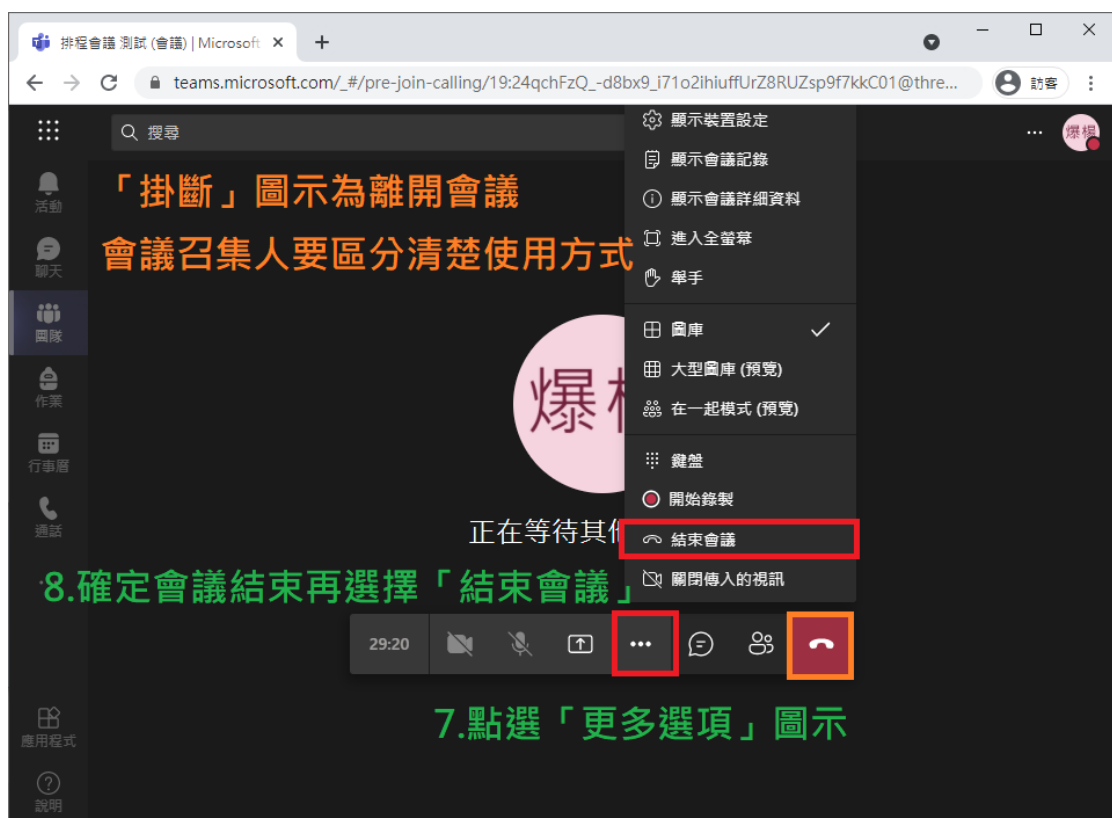 排程會議 測試 (會議) | Microsoft
teams.microsoft.com/_#/pre-join-calling/19:24qchFzQ_-d8bx9_i71o2ihiuffUrZ8RUZsp9f7kkC01@thre...
訪客
搜尋
爆楊
活動
聊天
團隊
作業
行事曆
通話
應用程式
說明
「掛斷」圖示為離開會議
會議召集人要區分清楚使用方式
顯示裝置設定
顯示會議記錄
顯示會議詳細資料
進入全螢幕
舉手
圖庫
大型圖庫 (預覽)
在一起模式 (預覽)
鍵盤
開始錄製
結束會議
關閉傳入的視訊
爆
正在等待其他
8.確定會議結束再選擇「結束會議」
29:20
7.點選「更多選項」圖示